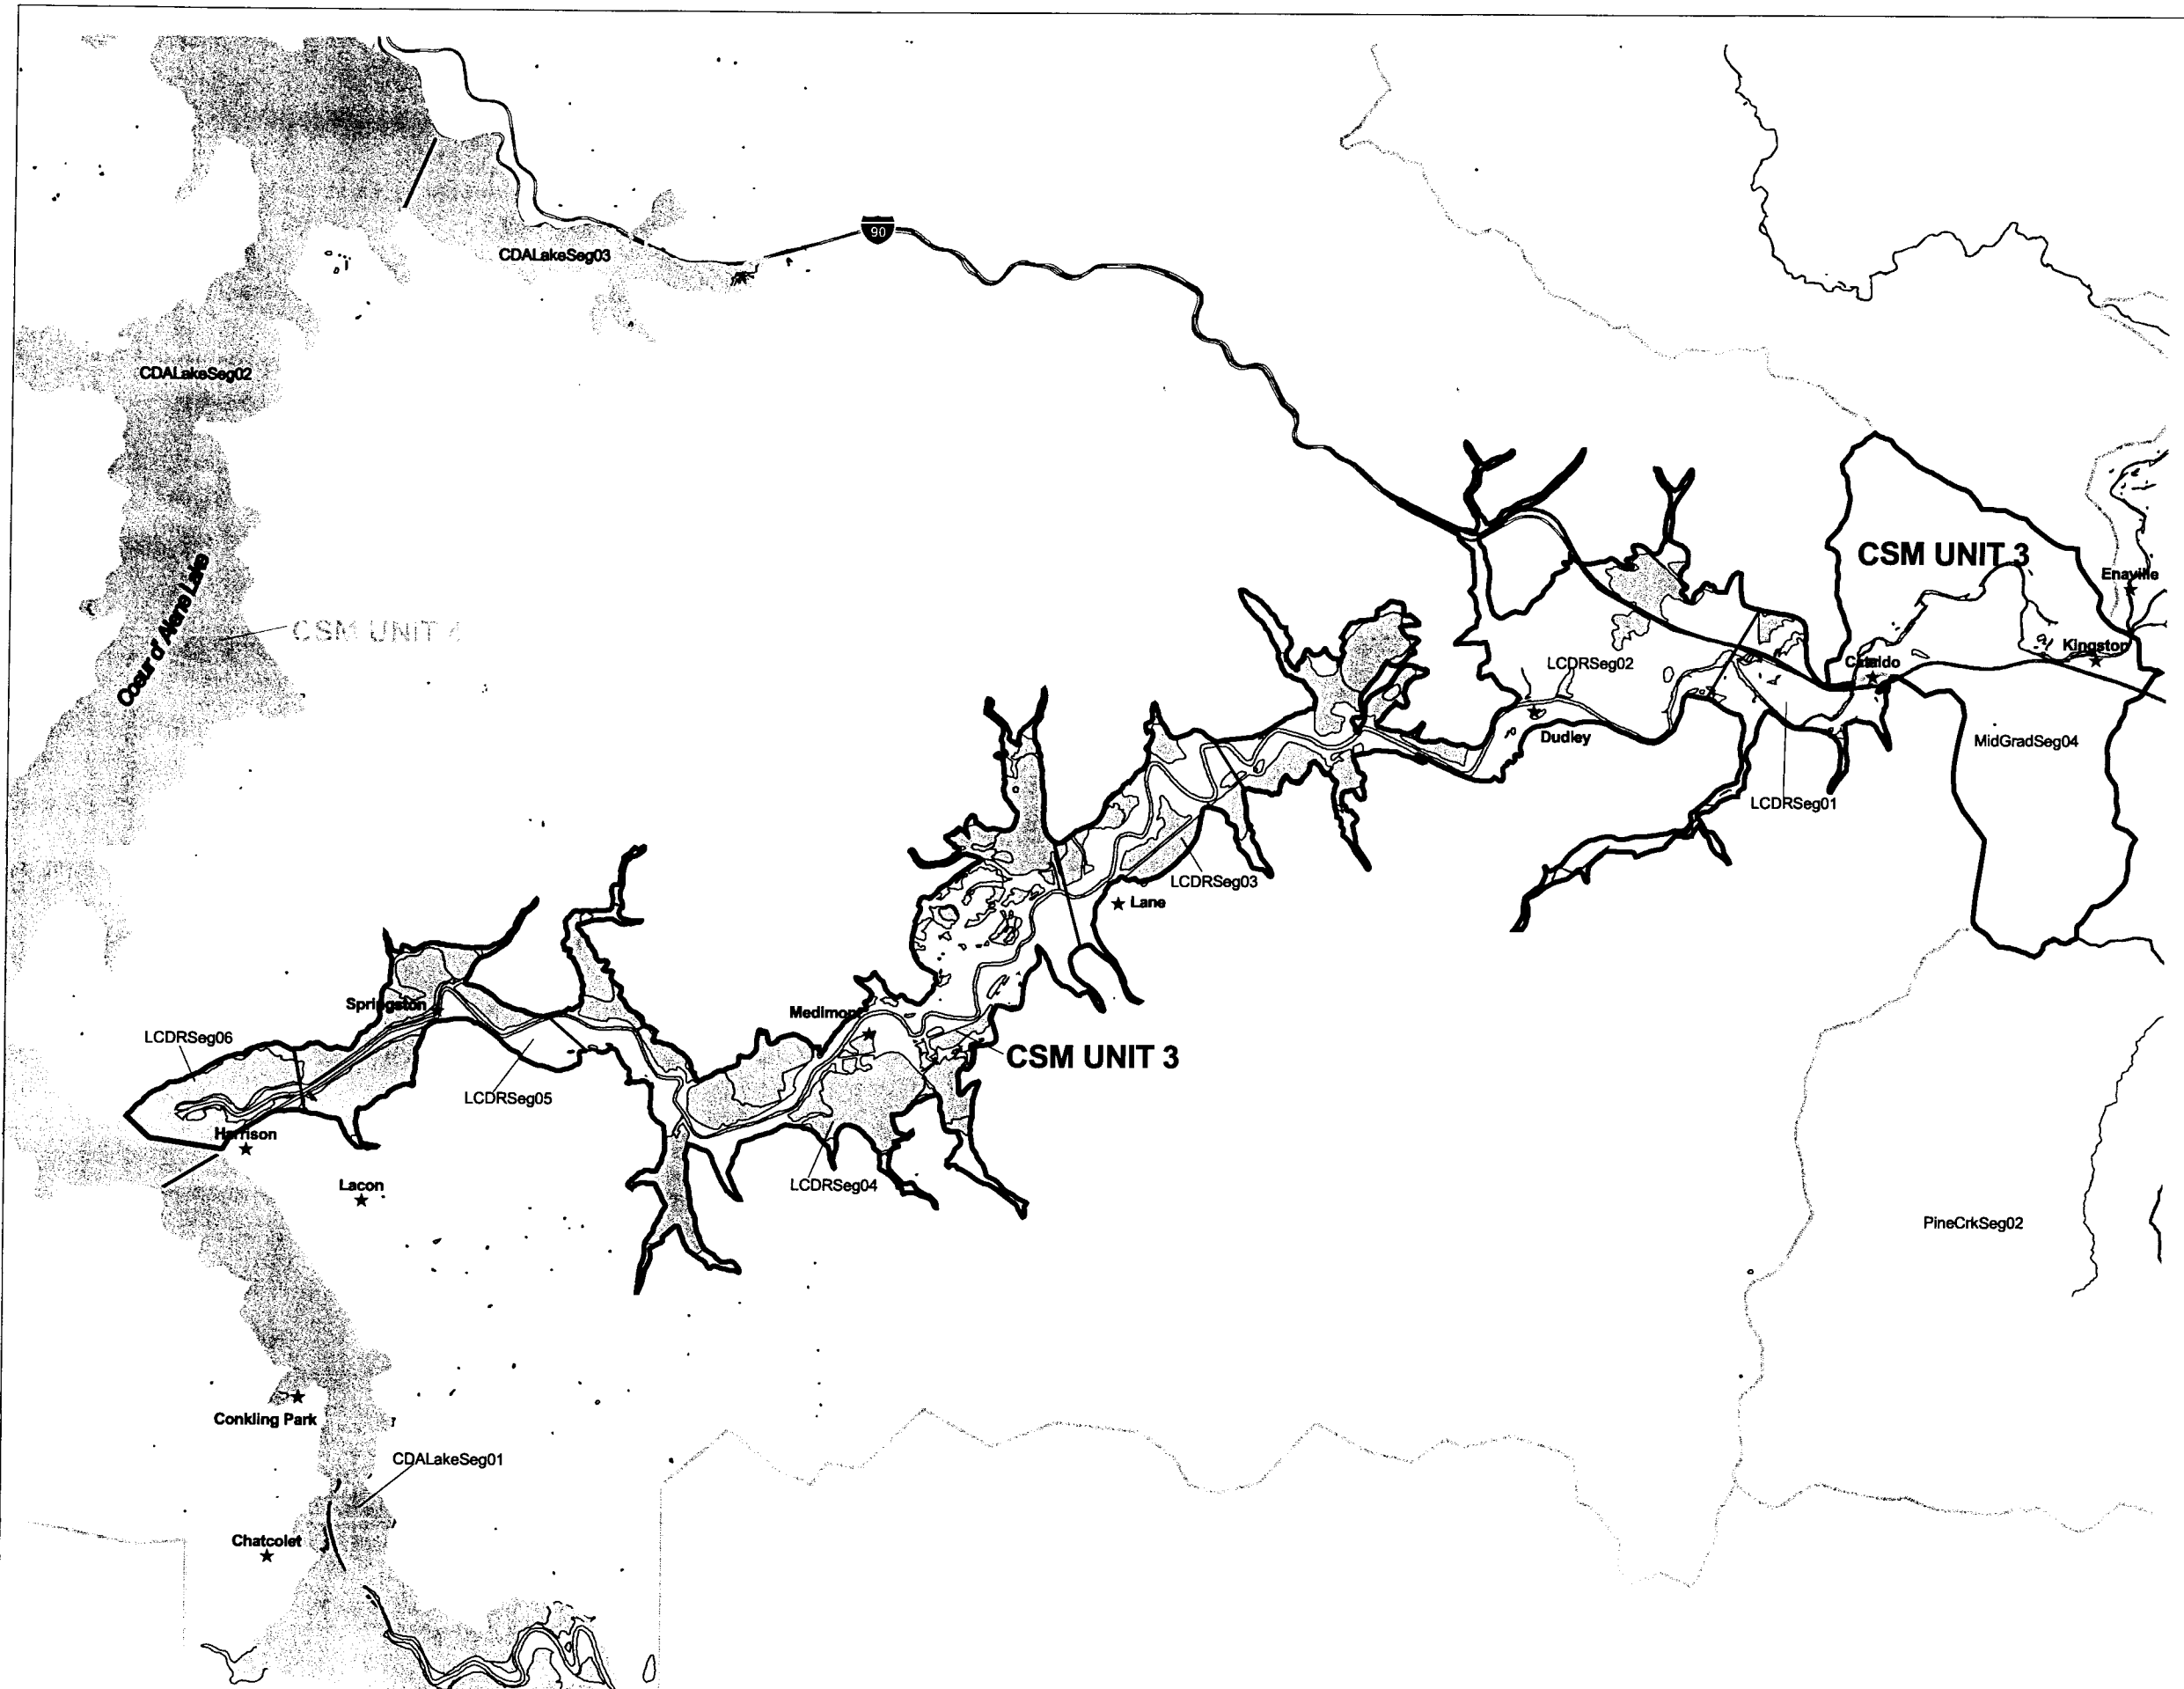 90
CDALakeSeg03
CDALakeSeg02
CSM UNIT 3
Enaville
Coeur d' Alene Lake
CSM UNIT 4
Kingston
LCDRSeg02
Cataldo
Dudley
MidGradSeg04
LCDRSeg01
LCDRSeg03
Lane
Springston
Medimont
LCDRSeg06
CSM UNIT 3
LCDRSeg05
Harrison
Lacon
LCDRSeg04
PineCrkSeg02
Conkling Park
CDALakeSeg01
Chatcolet